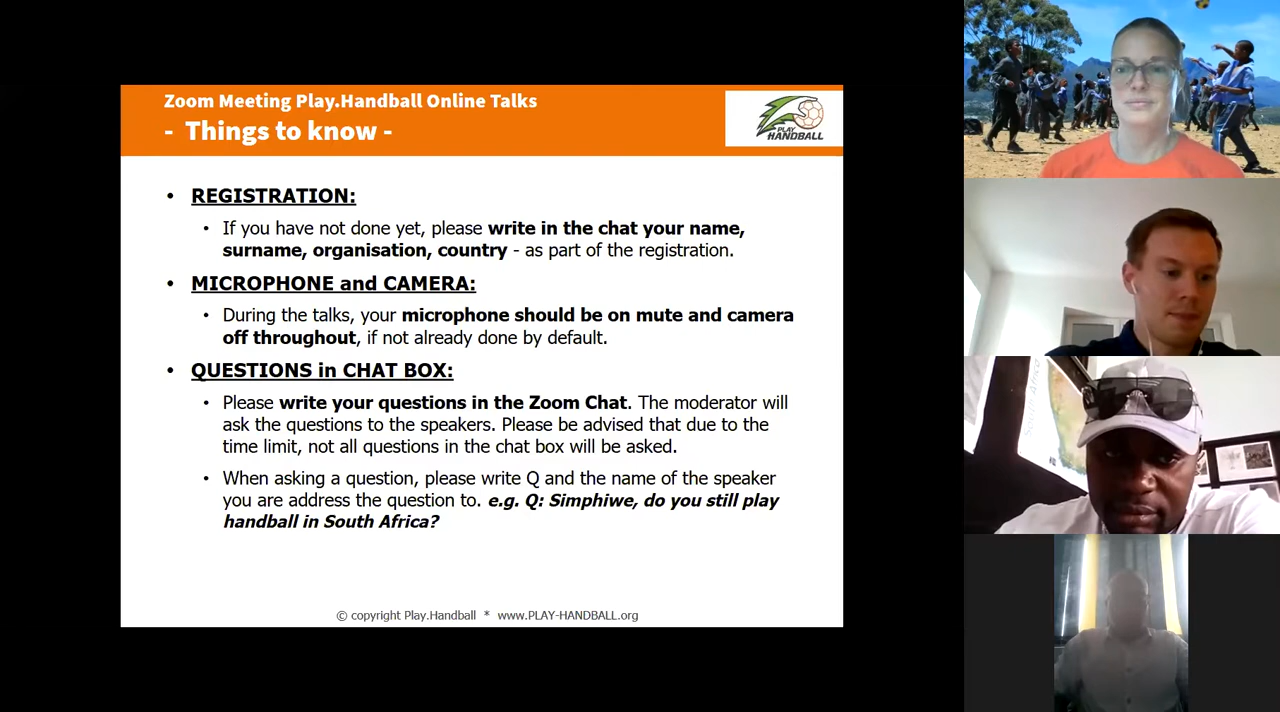 Zoom Meeting Play.Handball Online Talks
- Things to know -
PLAY
HANDBALL
• REGISTRATION:
• If you have not done yet, please write in the chat your name,
surname, organisation, country - as part of the registration.
• MICROPHONE and CAMERA:
• During the talks, your microphone should be on mute and camera
off throughout, if not already done by default.
• QUESTIONS in CHAT BOX:
• Please write your questions in the Zoom Chat. The moderator will
ask the questions to the speakers. Please be advised that due to the
time limit, not all questions in the chat box will be asked.
• When asking a question, please write Q and the name of the speaker
you are address the question to. e.g. Q: Simphiwe, do you still play
handball in South Africa?
© copyright Play.Handball * www.PLAY-HANDBALL.org